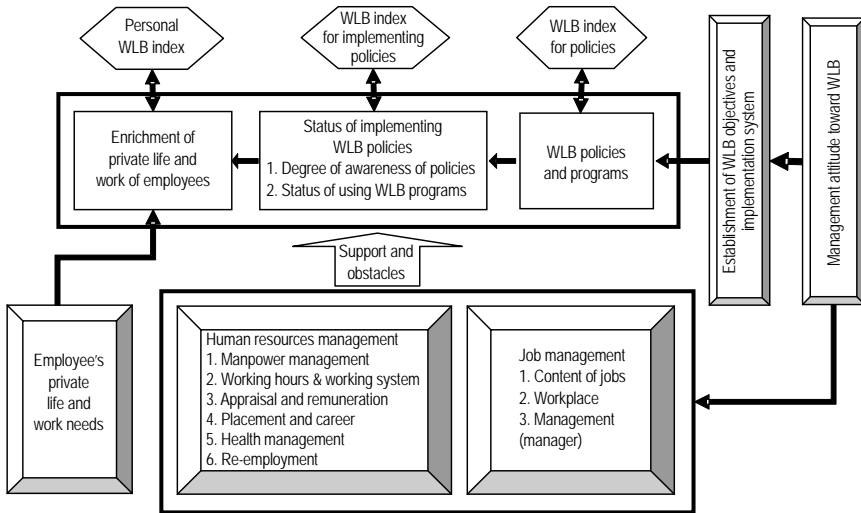 Personal
WLB index
WLB index
for implementing
policies
WLB index
for policies
Enrichment of
private life and
work of employees
Status of implementing
WLB policies
1. Degree of awareness of policies
2. Status of using WLB programs
WLB policies
and programs
Establishment of WLB objectives and
implementation system
Management attitude toward WLB
Support and
obstacles
Employee's
private
life and
work needs
Human resources management
1. Manpower management
2. Working hours & working system
3. Appraisal and remuneration
4. Placement and career
5. Health management
6. Re-employment
Job management
1. Content of jobs
2. Workplace
3. Management
(manager)